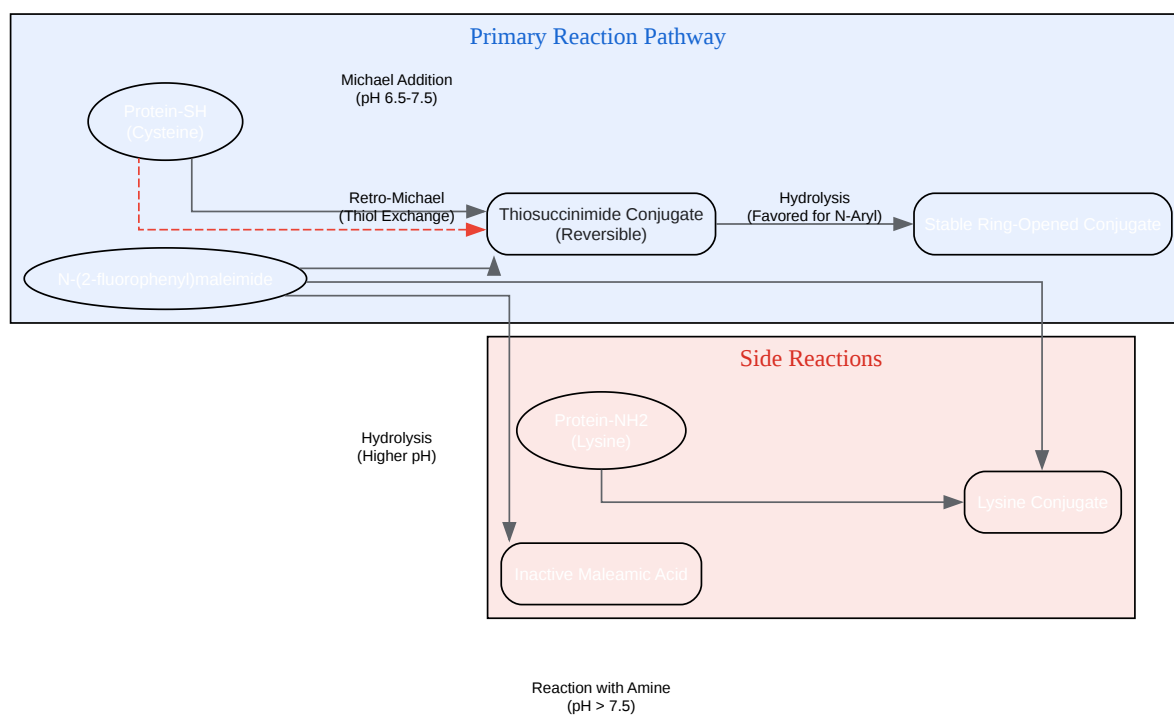 Primary Reaction Pathway
Michael Addition
(pH 6.5-7.5)
Protein-SH
(Cysteine)
Retro-Michael
(Thiol Exchange)
Thiosuccinimide Conjugate
(Reversible)
Hydrolysis
(Favored for N-Aryl)
Stable Ring-Opened Conjugate
N-(2-fluorophenyl)maleimide
Side Reactions
Protein-NH2
(Lysine)
Hydrolysis
(Higher pH)
Lysine Conjugate
Inactive Maleamic Acid
Reaction with Amine
(pH > 7.5)